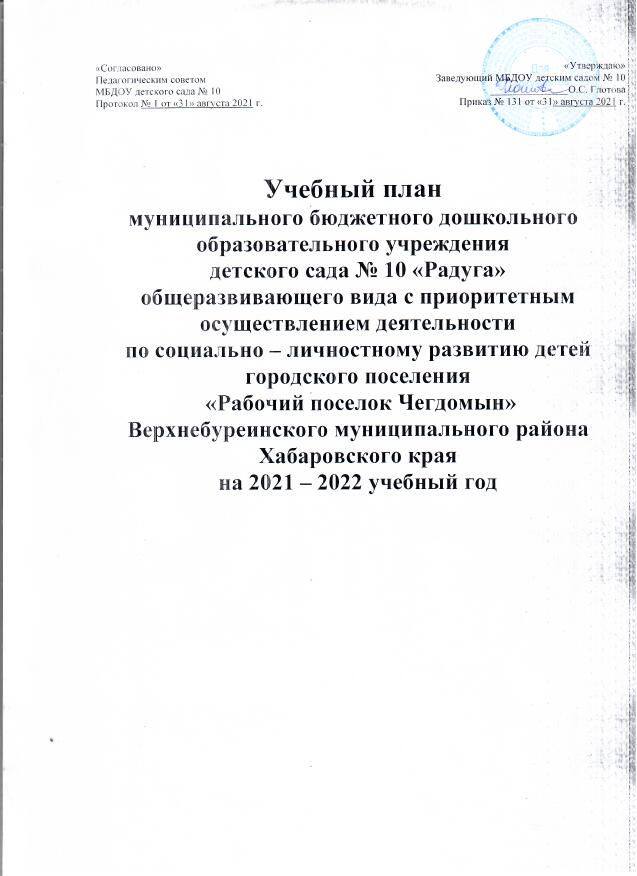 «Согласовано»
Педагогическим советом
МБДОУ детского сада № 10
Протокол № 1 от «31» августа 2021 г.
«Утверждаю»
Заведующий МБДОУ детским садом № 10
О.С. Глотова
Приказ № 131 от «31» августа 2021 г.
Учебный план
муниципального бюджетного дошкольного
образовательного учреждения
детского сада № 10 «Радуга»
общеразвивающего вида с приоритетным
осуществлением деятельности
по социально – личностному развитию детей
городского поселения
«Рабочий поселок Чегдомын»
Верхнебуреинского муниципального района
Хабаровского края
на 2021 – 2022 учебный год